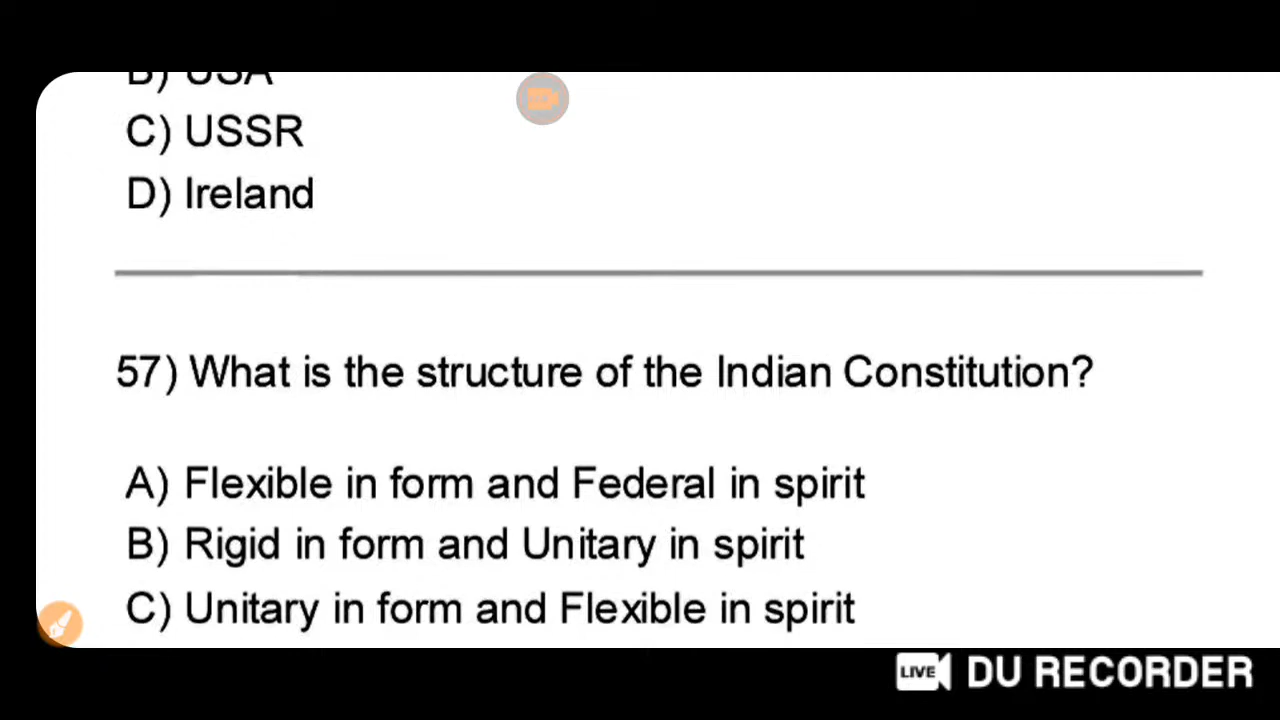 B) USA
C) USSR
D) Ireland
57) What is the structure of the Indian Constitution?
A) Flexible in form and Federal in spirit
B) Rigid in form and Unitary in spirit
C) Unitary in form and Flexible in spirit
LIVE DU RECORDER